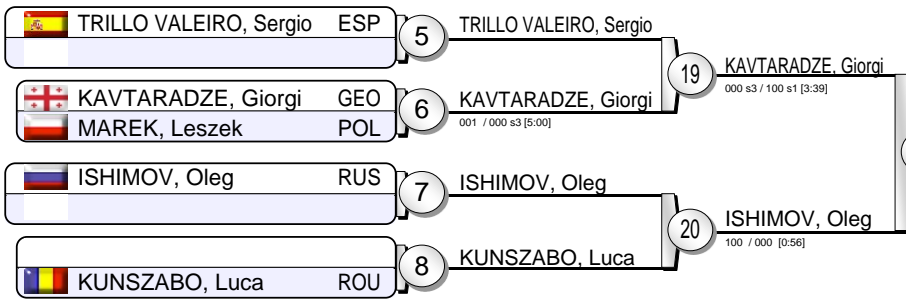 TRILLO VALEIRO, Sergio ESP
5
TRILLO VALEIRO, Sergio
19
KAVTARADZE, Giorgi
000 s3 / 100 s1 [3:39]
KAVTARADZE, Giorgi GEO
MAREK, Leszek POL
6
KAVTARADZE, Giorgi
001 / 000 s3 [5:00]
ISHIMOV, Oleg RUS
7
ISHIMOV, Oleg
20
ISHIMOV, Oleg
100 / 000 [0:56]
8
KUNSZABO, Luca
KUNSZABO, Luca ROU